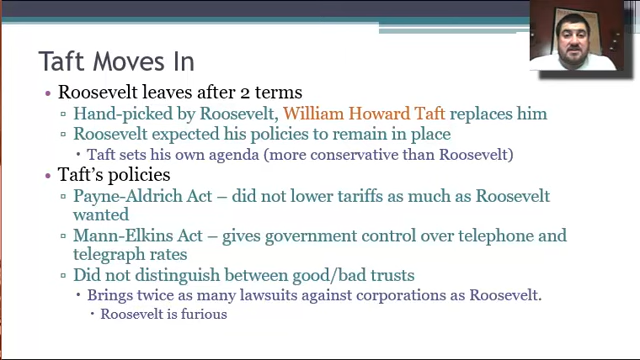 Taft Moves In
• Roosevelt leaves after 2 terms
▫ Hand-picked by Roosevelt, William Howard Taft replaces him
▫ Roosevelt expected his policies to remain in place
• Taft sets his own agenda (more conservative than Roosevelt)
• Taft's policies
▫ Payne-Aldrich Act – did not lower tariffs as much as Roosevelt
wanted
▫ Mann-Elkins Act – gives government control over telephone and
telegraph rates
▫ Did not distinguish between good/bad trusts
• Brings twice as many lawsuits against corporations as Roosevelt.
• Roosevelt is furious